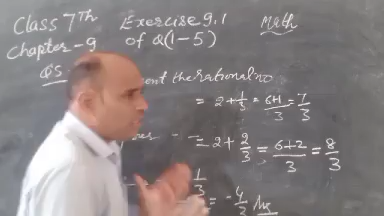 Class 7Th Exercise 9.1 Math
Chapter-9 of Q(1-5)
Q5 ent the rational no
= 2+1/3 = 6+1/3 = 7/3
= 2+2/3 = 6+2/3 = 8/3
1/3 = -4/3 Ans